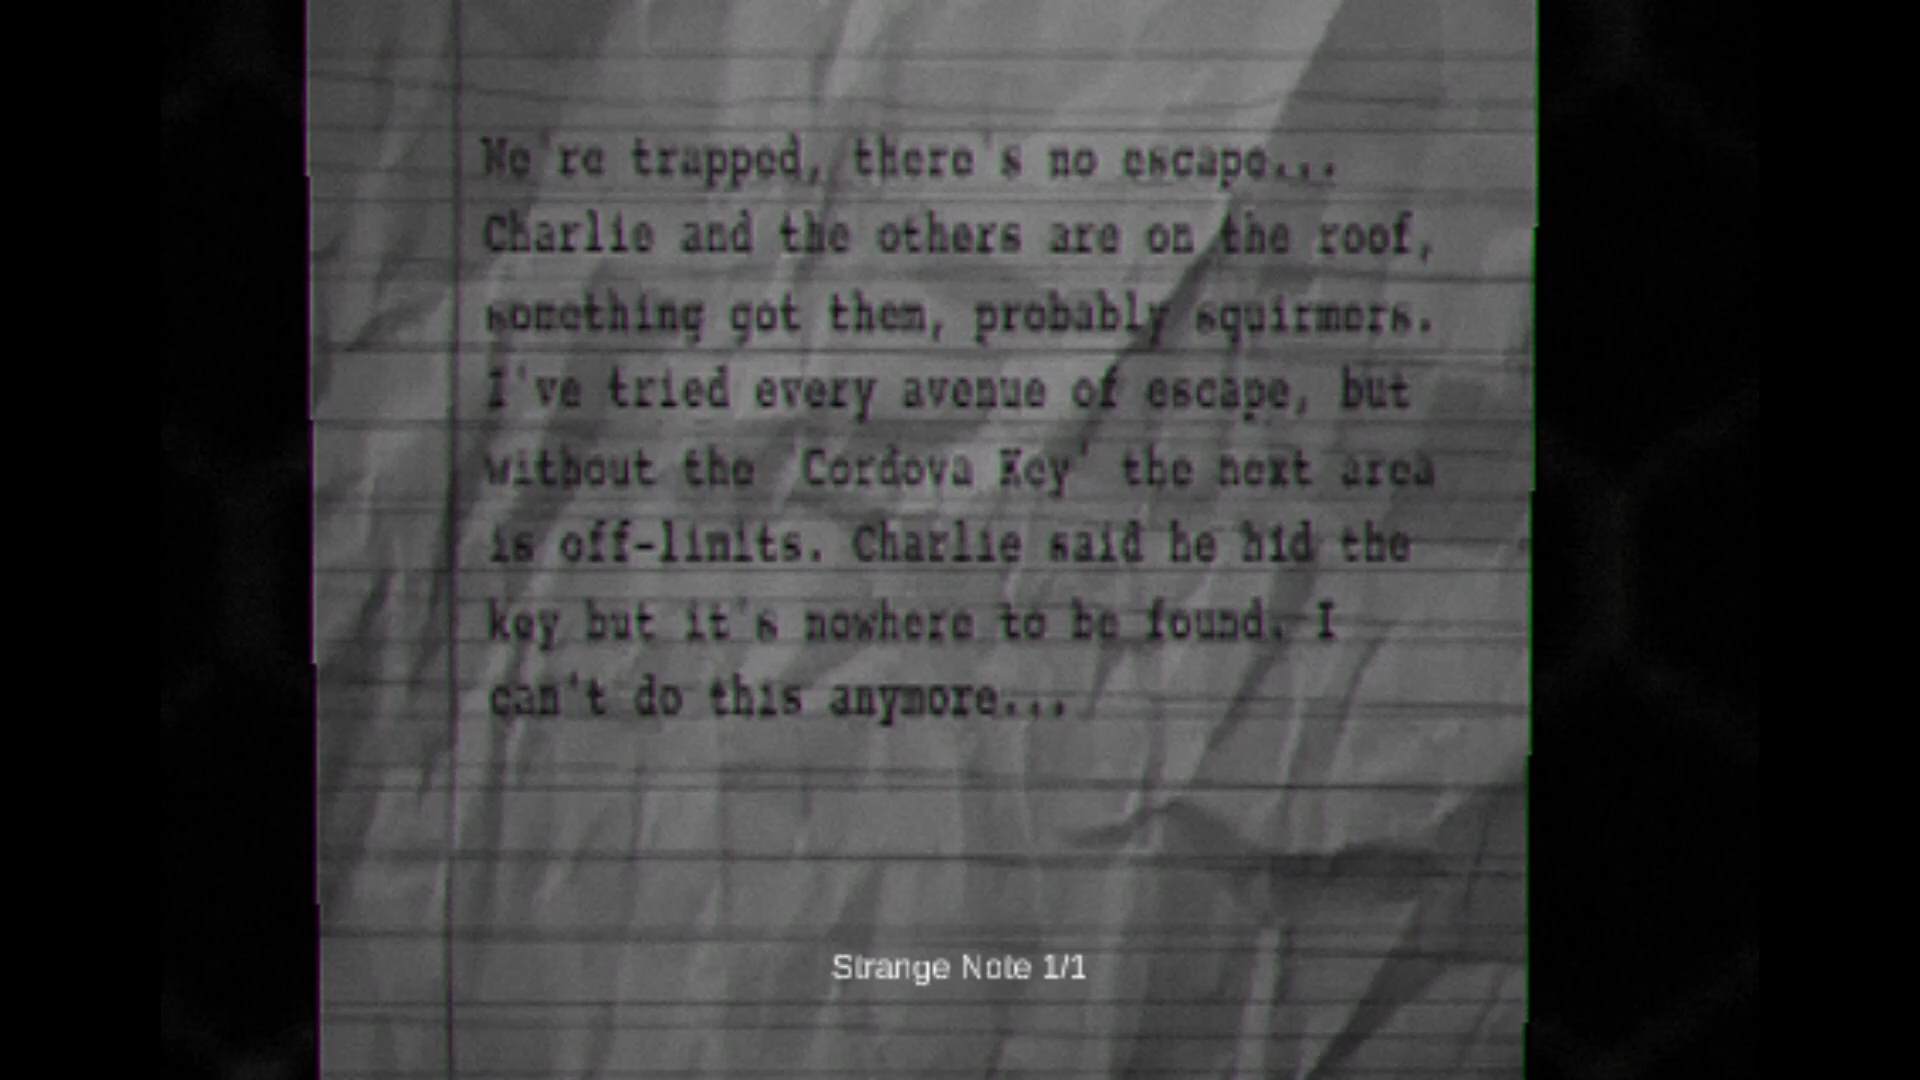 We're trapped, there's no escape...
Charlie and the others are on the roof,
something got them, probably squirmers.
I've tried every avenue of escape, but
without the 'Cordova Key' the next area
is off-limits. Charlie said he hid the
key but it's nowhere to be found. I
can't do this anymore...
Strange Note 1/1